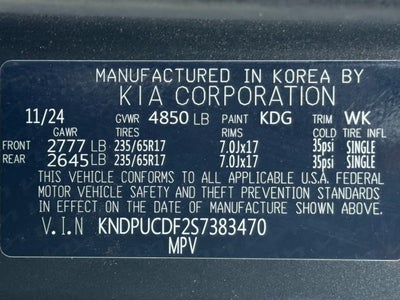 MANUFACTURED IN KOREA BY
KIA CORPORATION
11/24 GVWR 4850 LB PAINT KDG TRIM WK
GAWR TIRES RIMS COLD TIRE INFL
FRONT 2777 LB 235/65R17 7.0Jx17 35psi SINGLE
REAR 2645 LB 235/65R17 7.0Jx17 35psi SINGLE
THIS VEHICLE CONFORMS TO ALL APPLICABLE U.S.A. FEDERAL
MOTOR VEHICLE SAFETY AND THEFT PREVENTION STANDARDS
IN EFFECT ON THE DATE OF MANUFACTURE SHOWN ABOVE.
V.I.N KNDPUCDF2S7383470
MPV